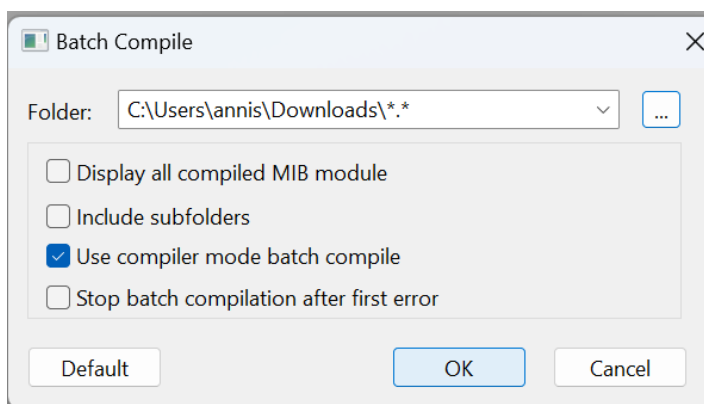 Batch Compile
Folder: C:\Users\annis\Downloads\*.* ...
Display all compiled MIB module
Include subfolders
Use compiler mode batch compile
Stop batch compilation after first error
Default OK Cancel